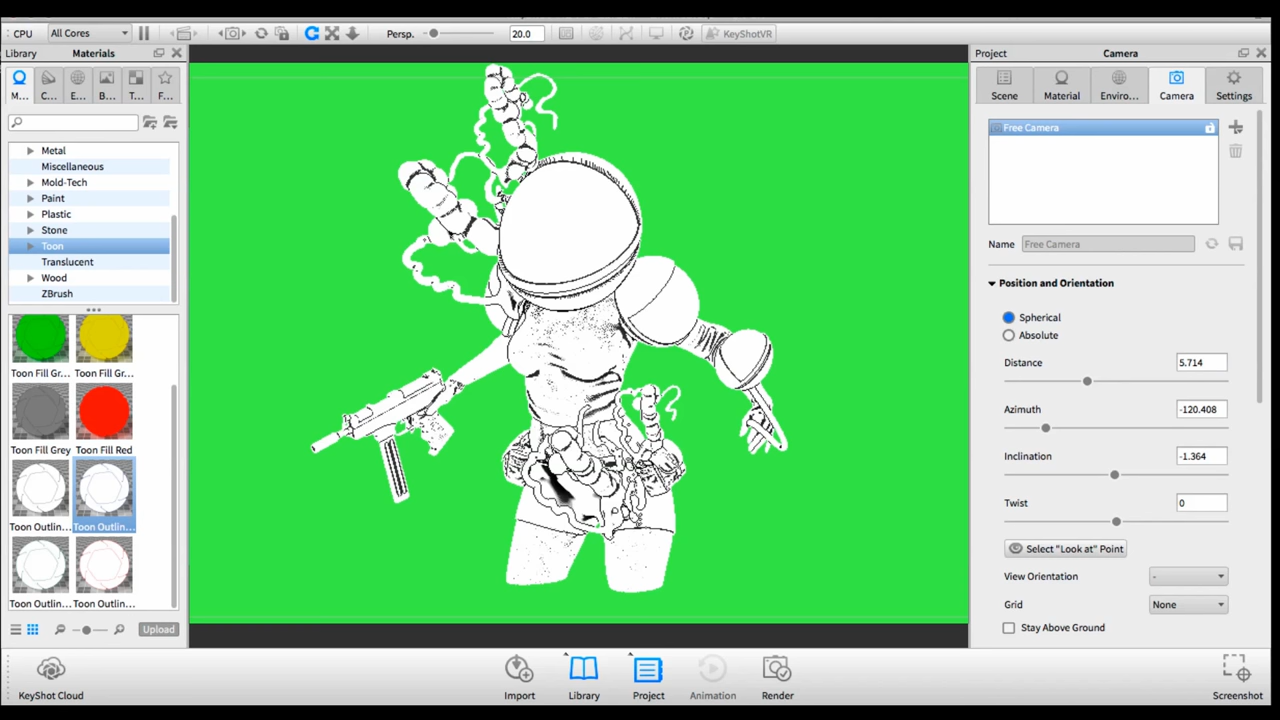 CPU All Cores Persp. 20.0 KeyShotVR
Library Materials
Project Camera
M... C... E... B... T... F...
Scene Material Enviro... Camera Settings
Free Camera
Metal
Miscellaneous
Mold-Tech
Paint
Plastic
Stone
Toon
Translucent
Wood
ZBrush
Name Free Camera
Position and Orientation
Spherical
Absolute
Distance 5.714
Azimuth -120.408
Inclination -1.364
Twist 0
Select "Look at" Point
View Orientation -
Grid None
Stay Above Ground
Toon Fill Gr... Toon Fill Gr...
Toon Fill Grey Toon Fill Red
Toon Outlin... Toon Outlin...
Toon Outlin... Toon Outlin...
Upload
KeyShot Cloud Import Library Project Animation Render Screenshot